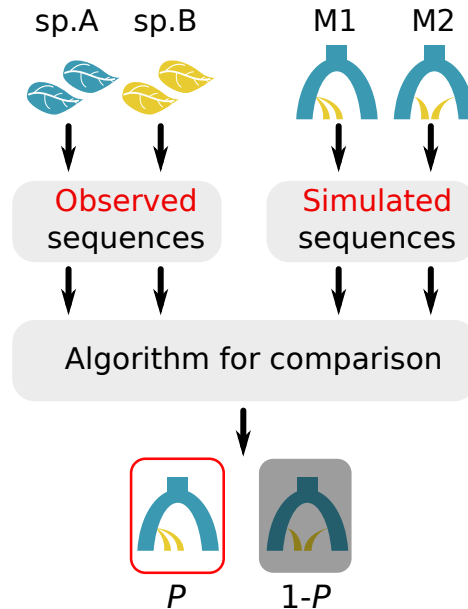 sp.A sp.B M1 M2
Observed
sequences
Simulated
sequences
Algorithm for comparison
P 1-P